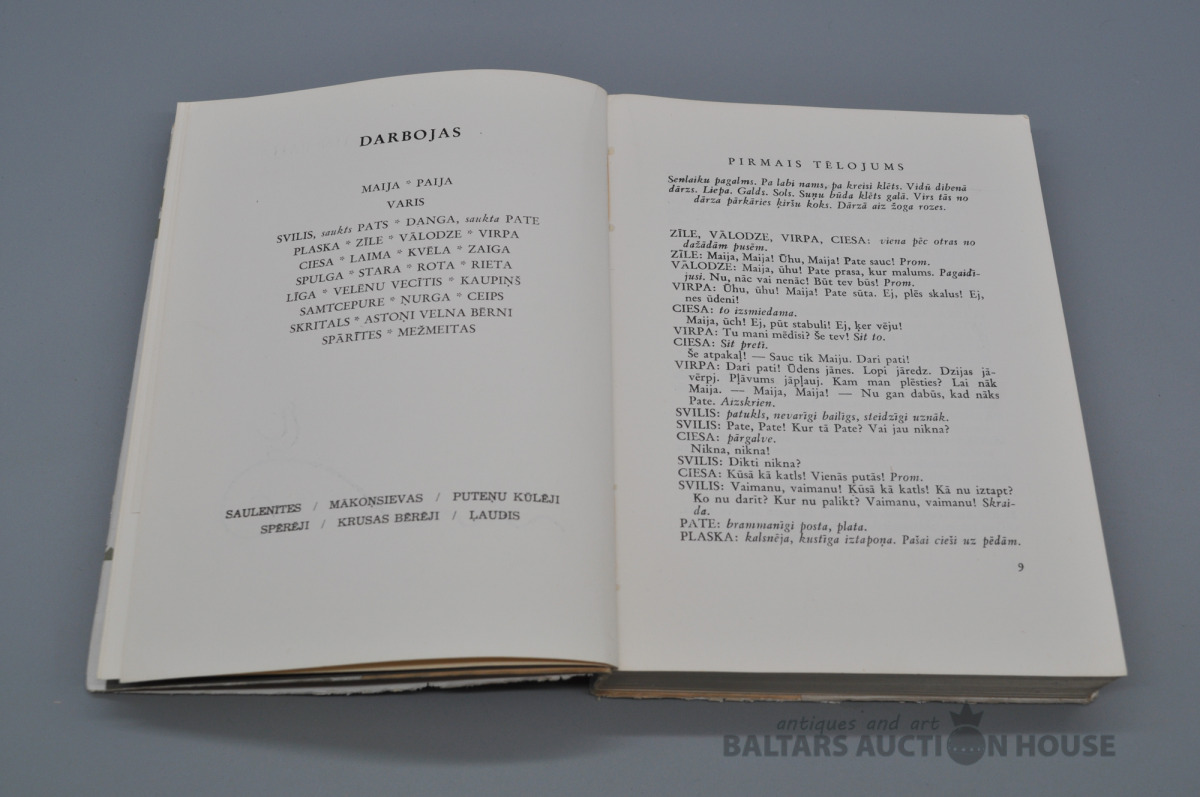 DARBOJAS
MAIJA * PAIJA
VARIS
SVILIS, saukts PATS * DANGA, saukta PATE
PLASKA * ZĪLE * VĀLODZE * VIRPA
CIESA * LAIMA * KVĒLA * ZAIGA
SPULGA * STARA * ROTA * RIETA
LĪGA * VELĒNU VECĪTIS * KAUPIŅŠ
SAMTCEPURE * ŅURGA * CEIPS
SKRITALS * ASTOŅI VELNA BĒRNI
SPĀRĪTES * MEŽMEITAS
SAULENĪTES / MĀKOŅSIEVAS / PUTEŅU KŪLĒJI
SPĒRĒJI / KRUSAS BĒRĒJI / ĻAUDIS
PIRMAIS TĒLOJUMS
Senlaiku pagalms. Pa labi nams, pa kreisi klēts. Vidū dibenā
dārzs. Liepa. Galds. Sols. Suņu būda klēts galā. Virs tās no
dārza pārkāries ķiršu koks. Dārzā aiz žoga rozes.
ZĪLE, VĀLODZE, VIRPA, CIESA: viena pēc otras no
dažādām pusēm.
ZĪLE: Maija, Maija! Ūhu, Maija! Pate sauc! Prom.
VĀLODZE: Maija, ūhu! Pate prasa, kur malums. Pagaidī-
jusi. Nu, nāc vai nenāc! Būt tev būs! Prom.
VIRPA: Ūhu, ūhu! Maija! Pate sūta. Ej, plēs skalus! Ej,
nes ūdeni!
CIESA: to izsmiedama.
Maija, ūch! Ej, pūt stabuli! Ej, ķer vēju!
VIRPA: Tu mani mēdīsi? Še tev! Sit to.
CIESA: Sit pretī.
Še atpakaļ! — Sauc tik Maiju. Dari pati!
VIRPA: Dari pati! Ūdens jānes. Lopi jāredz. Dzijas jā-
vērpj. Pļāvums jāpļauj. Kam man plēsties? Lai nāk
Maija. — Maija, Maija! — Nu gan dabūs, kad nāks
Pate. Aizskrien.
SVILIS: patukls, nevarīgi bailīgs, steidzīgi uznāk.
SVILIS: Pate, Pate! Kur tā Pate? Vai jau nikna?
CIESA: pārgalve.
Nikna, nikna!
SVILIS: Dikti nikna?
CIESA: Kūsā kā katls! Vienās putās! Prom.
SVILIS: Vaimanu, vaimanu! Kūsā kā katls! Kā nu iztapt?
Ko nu darīt? Kur nu palikt? Vaimanu, vaimanu! Skrai-
da.
PATE: brammanīgi posta, plata.
PLASKA: kalsnēja, kustīga iztapoņa. Pašai cieši uz pēdām.
9
antiques and art
BALTARS AUCTION HOUSE